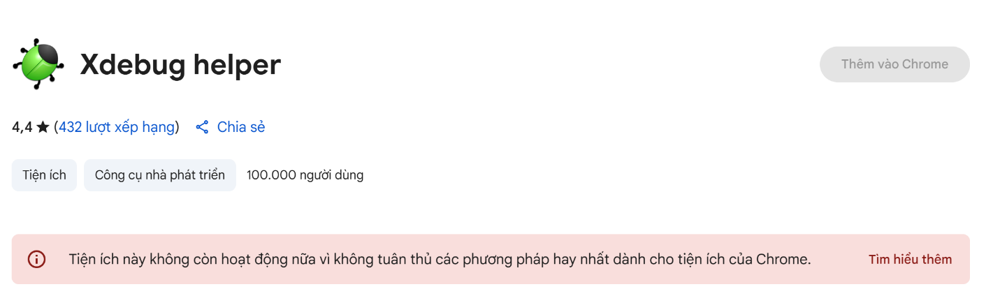 Xdebug helper
Thêm vào Chrome
4,4 ★ (432 lượt xếp hạng) Chia sẻ
Tiện ích Công cụ nhà phát triển 100.000 người dùng
Tiện ích này không còn hoạt động nữa vì không tuân thủ các phương pháp hay nhất dành cho tiện ích của Chrome. Tìm hiểu thêm